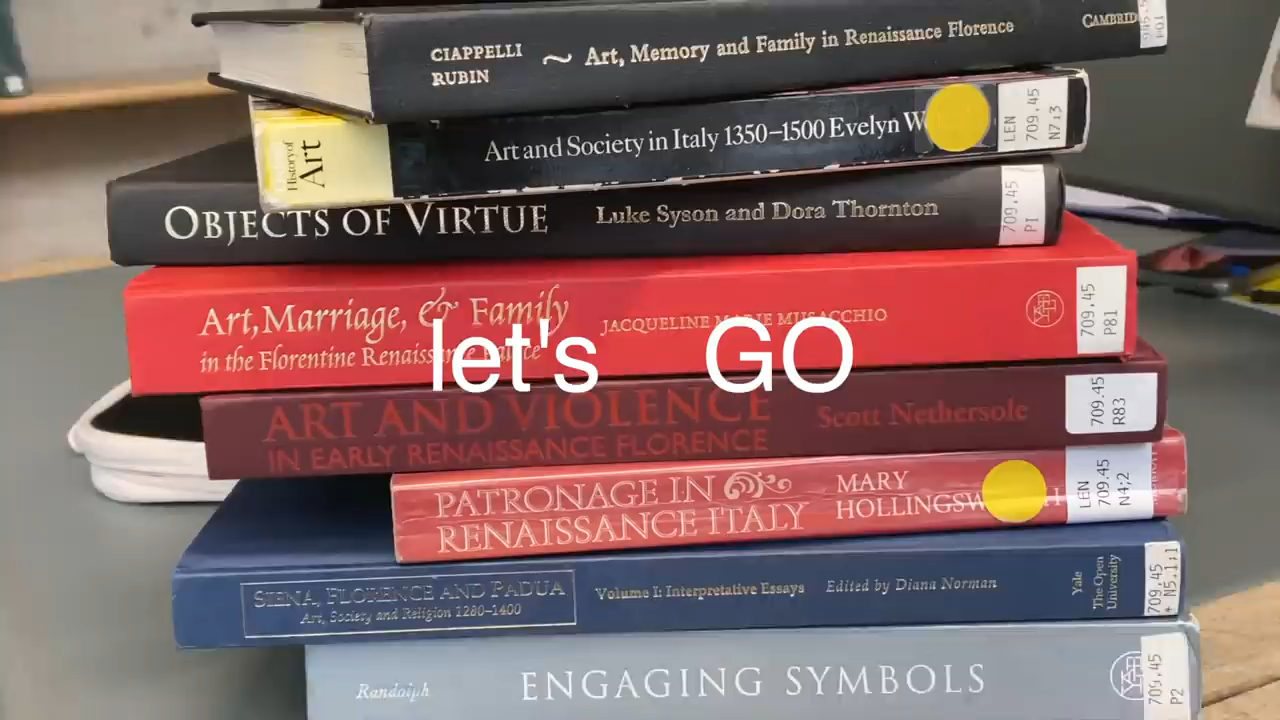 CIAPPELLI
RUBIN
~ Art, Memory and Family in Renaissance Florence
History of
Art
Art and Society in Italy 1350–1500 Evelyn
LEN
709.45
N7;3
OBJECTS OF VIRTUE
Luke Syson and Dora Thornton
709.45
P1
Art, Marriage, & Family
in the Florentine Renaissance Palace
JACQUELINE MARIE MUSACCHIO
709.45
P81
let's GO
ART AND VIOLENCE
IN EARLY RENAISSANCE FLORENCE
Scott Nethersole
709.45
R83
PATRONAGE IN
RENAISSANCE ITALY
MARY
LEN
709.45
N4;2
SIENA, FLORENCE AND PADUA
Art, Society and Religion 1280–1400
Volume I: Interpretative Essays
Edited by Diana Norman
Yale
The Open
University
709.45
+ N5.1;1
Randolph
ENGAGING SYMBOLS
709.45
P2